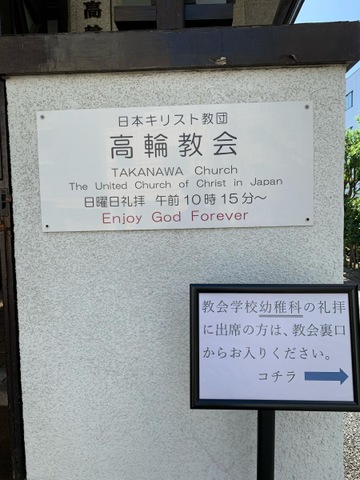 高
日本キリスト教団
高輪教会
TAKANAWA Church
The United Church of Christ in Japan
日曜日礼拝 午前10時15分～
Enjoy God Forever
教会学校幼稚科の礼拝
に出席の方は、教会裏口
からお入りください。
コチラ